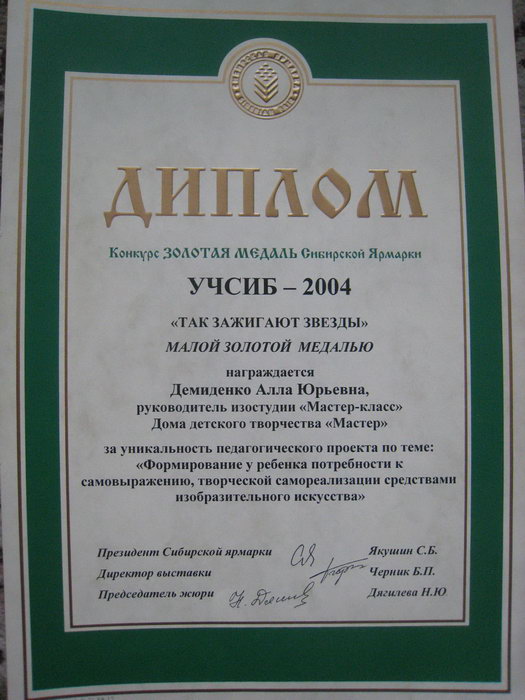 СИБИРСКАЯ ЯРМАРКА
ДИПЛОМ
Конкурс ЗОЛОТАЯ МЕДАЛЬ Сибирской Ярмарки
УЧСИБ – 2004
«ТАК ЗАЖИГАЮТ ЗВЕЗДЫ»
МАЛОЙ ЗОЛОТОЙ МЕДАЛЬЮ
награждается
Демиденко Алла Юрьевна,
руководитель изостудии «Мастер-класс»
Дома детского творчества «Мастер»
за уникальность педагогического проекта по теме:
«Формирование у ребенка потребности к
самовыражению, творческой самореализации средствами
изобразительного искусства»
Президент Сибирской ярмарки Якушин С.Б.
Директор выставки Черник Б.П.
Председатель жюри Дягилева Н.Ю